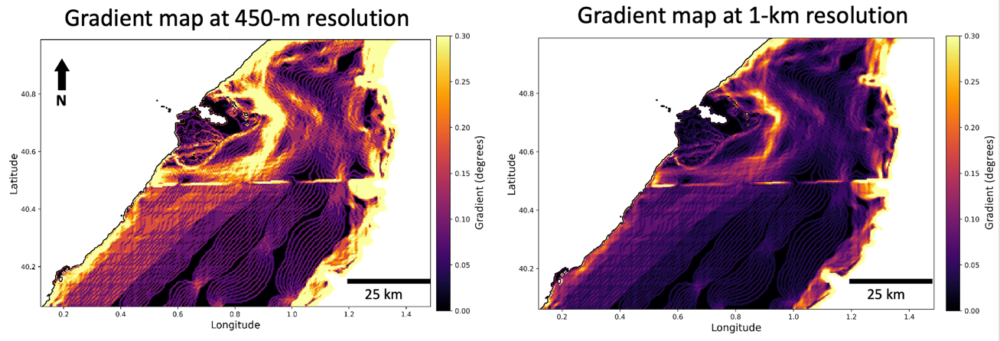 Gradient map at 450-m resolution
N
Latitude
40.8
40.6
40.4
40.2
0.2 0.4 0.6 0.8 1.0 1.2 1.4
Longitude
25 km
0.30
0.25
0.20
0.15
0.10
0.05
0.00
Gradient (degrees)
Gradient map at 1-km resolution
Latitude
40.8
40.6
40.4
40.2
0.2 0.4 0.6 0.8 1.0 1.2 1.4
Longitude
25 km
0.30
0.25
0.20
0.15
0.10
0.05
0.00
Gradient (degrees)